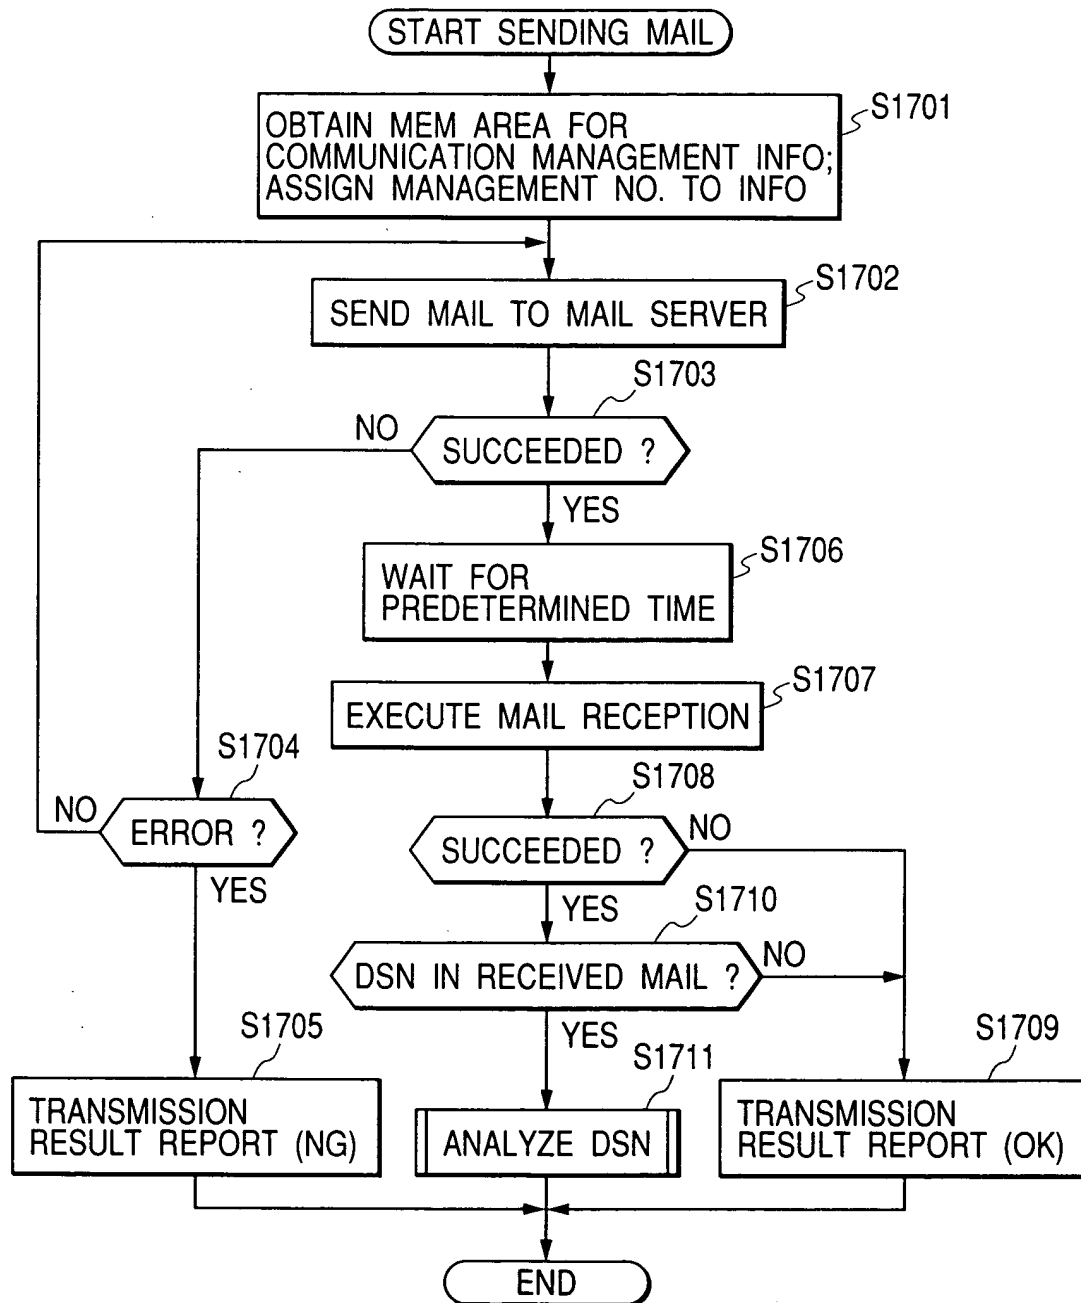 START SENDING MAIL
S1701
OBTAIN MEM AREA FOR
COMMUNICATION MANAGEMENT INFO;
ASSIGN MANAGEMENT NO. TO INFO
S1702
SEND MAIL TO MAIL SERVER
S1703
NO
SUCCEEDED ?
YES
S1706
WAIT FOR
PREDETERMINED TIME
S1707
EXECUTE MAIL RECEPTION
S1704
NO
ERROR ?
YES
S1708
SUCCEEDED ?
NO
YES
S1710
DSN IN RECEIVED MAIL ?
NO
YES
S1705
TRANSMISSION
RESULT REPORT (NG)
S1711
ANALYZE DSN
S1709
TRANSMISSION
RESULT REPORT (OK)
END